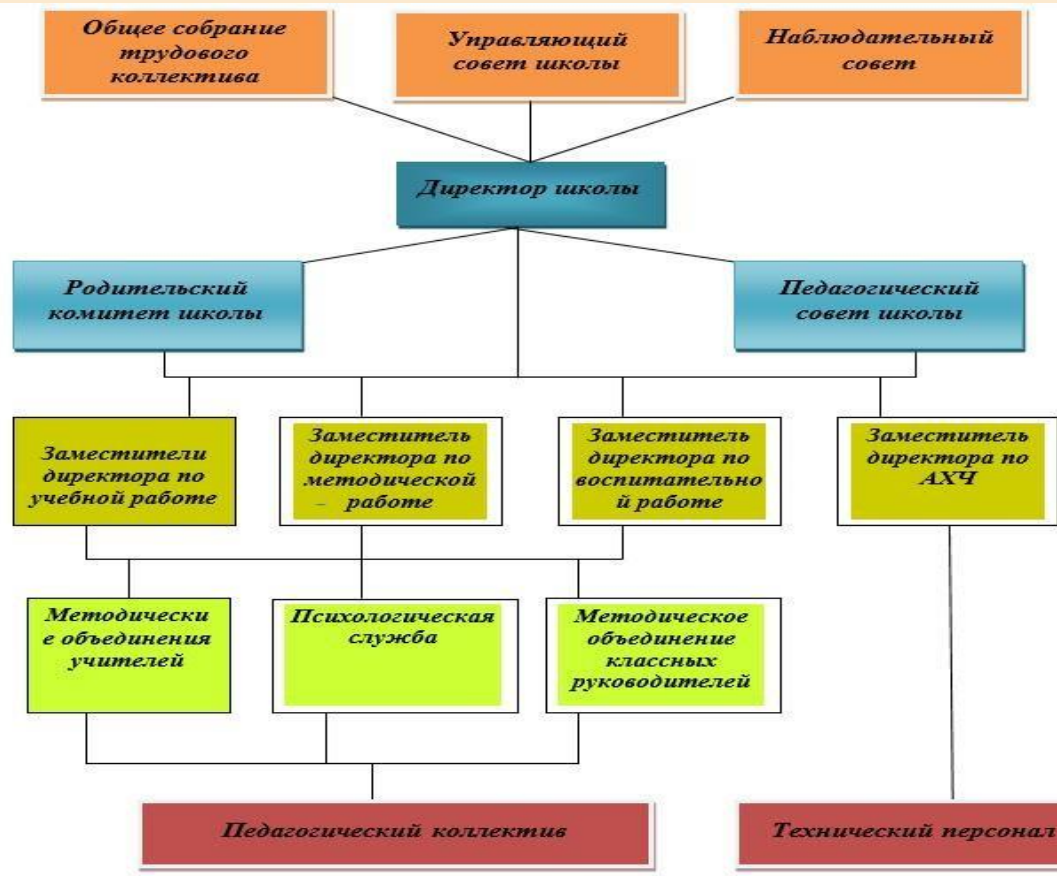 Общее собрание
трудового
коллектива
Управляющий
совет школы
Наблюдательный
совет
Директор школы
Родительский
комитет школы
Педагогический
совет школы
Заместители
директора по
учебной работе
Заместитель
директора по
методической
– работе
Заместитель
директора по
воспитательно
й работе
Заместитель
директора по
АХЧ
Методически
е объединения
учителей
Психологическая
служба
Методическое
объединение
классных
руководителей
Педагогический коллектив
Технический персонал